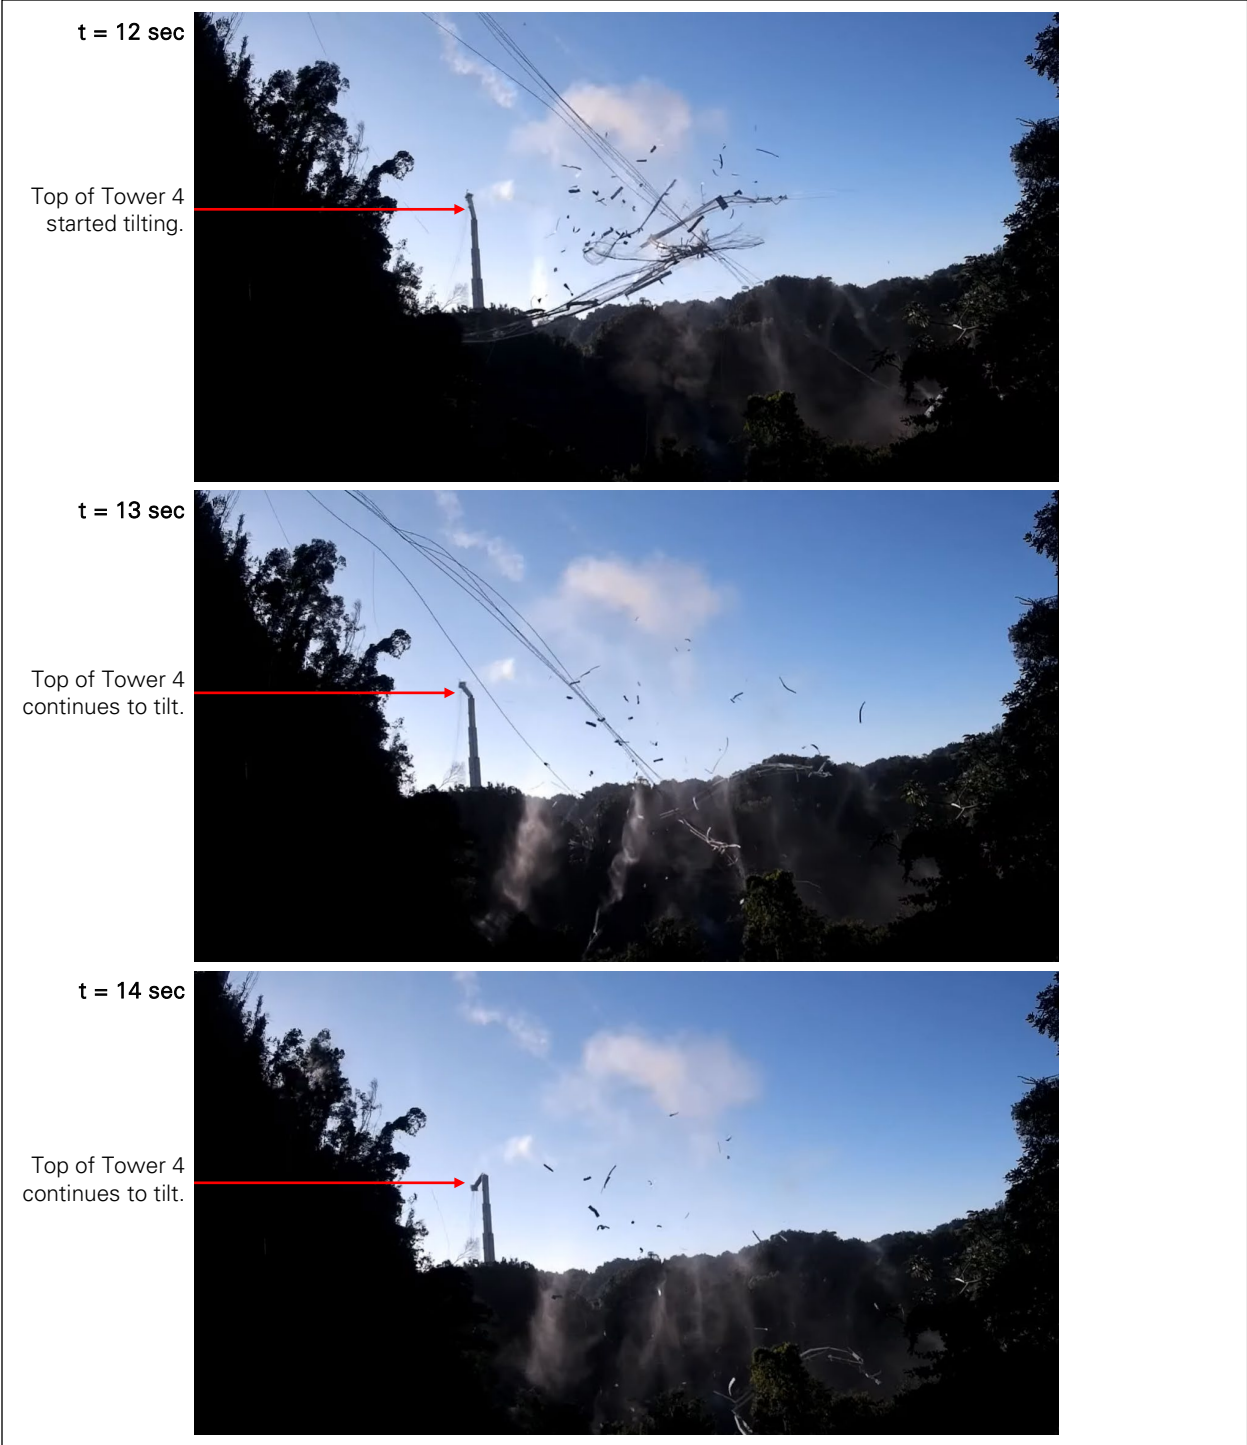 t = 12 sec
Top of Tower 4
started tilting.
t = 13 sec
Top of Tower 4
continues to tilt.
t = 14 sec
Top of Tower 4
continues to tilt.